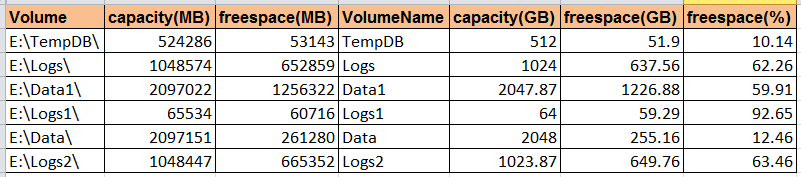 Volume capacity(MB) freespace(MB) VolumeName capacity(GB) freespace(GB) freespace(%)
E:\TempDB\ 524286 53143 TempDB 512 51.9 10.14
E:\Logs\ 1048574 652859 Logs 1024 637.56 62.26
E:\Data1\ 2097022 1256322 Data1 2047.87 1226.88 59.91
E:\Logs1\ 65534 60716 Logs1 64 59.29 92.65
E:\Data\ 2097151 261280 Data 2048 255.16 12.46
E:\Logs2\ 1048447 665352 Logs2 1023.87 649.76 63.46